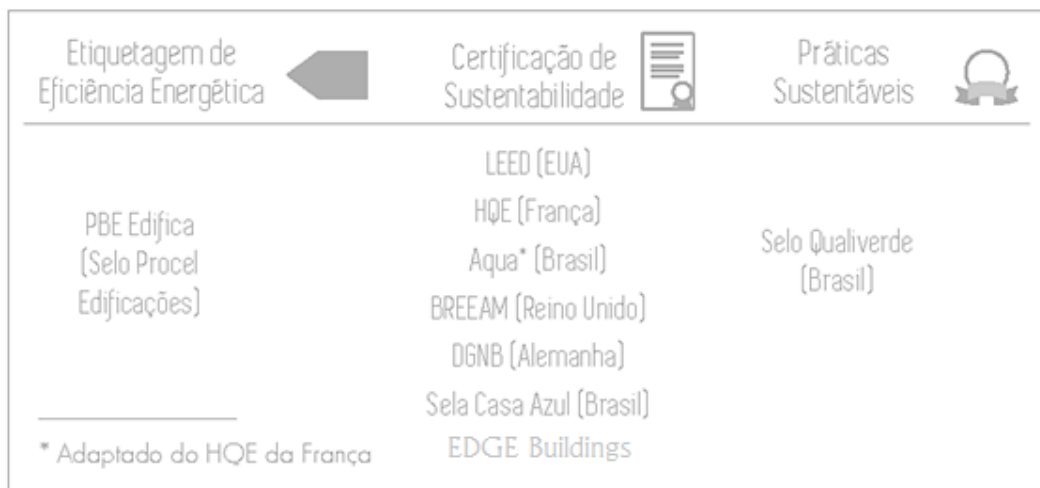 Etiquetagem de
Eficiência Energética
Certificação de
Sustentabilidade
Práticas
Sustentáveis
PBE Edifica
(Selo Procel
Edificações)
LEED (EUA)
HQE (França)
Aqua* (Brasil)
BREEAM (Reino Unido)
DGNB (Alemanha)
Sela Casa Azul (Brasil)
EDGE Buildings
Selo Qualiverde
(Brasil)
* Adaptado do HQE da França